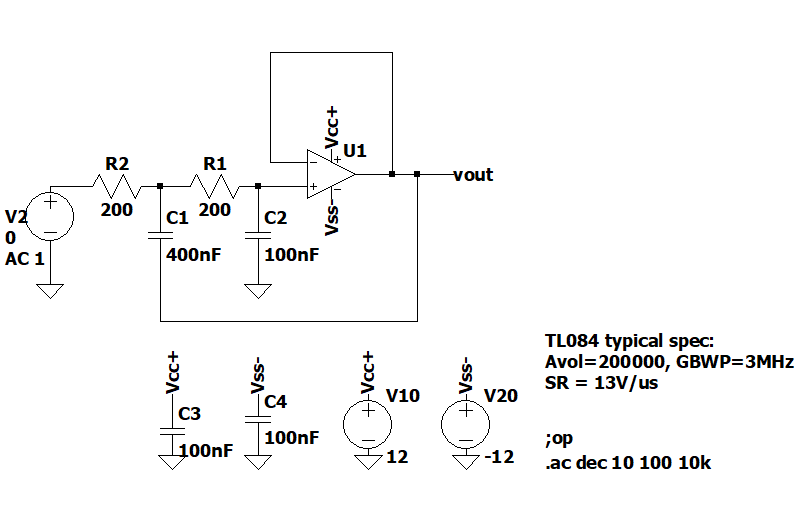 Vcc+
U1
R2
R1
vout
200
200
Vss-
V2
0
AC 1
C1
400nF
C2
100nF
TL084 typical spec:
Avol=200000, GBWP=3MHz
SR = 13V/us
Vcc+
Vss-
Vcc+
Vss-
C3
100nF
C4
100nF
V10
12
V20
-12
;op
.ac dec 10 100 10k